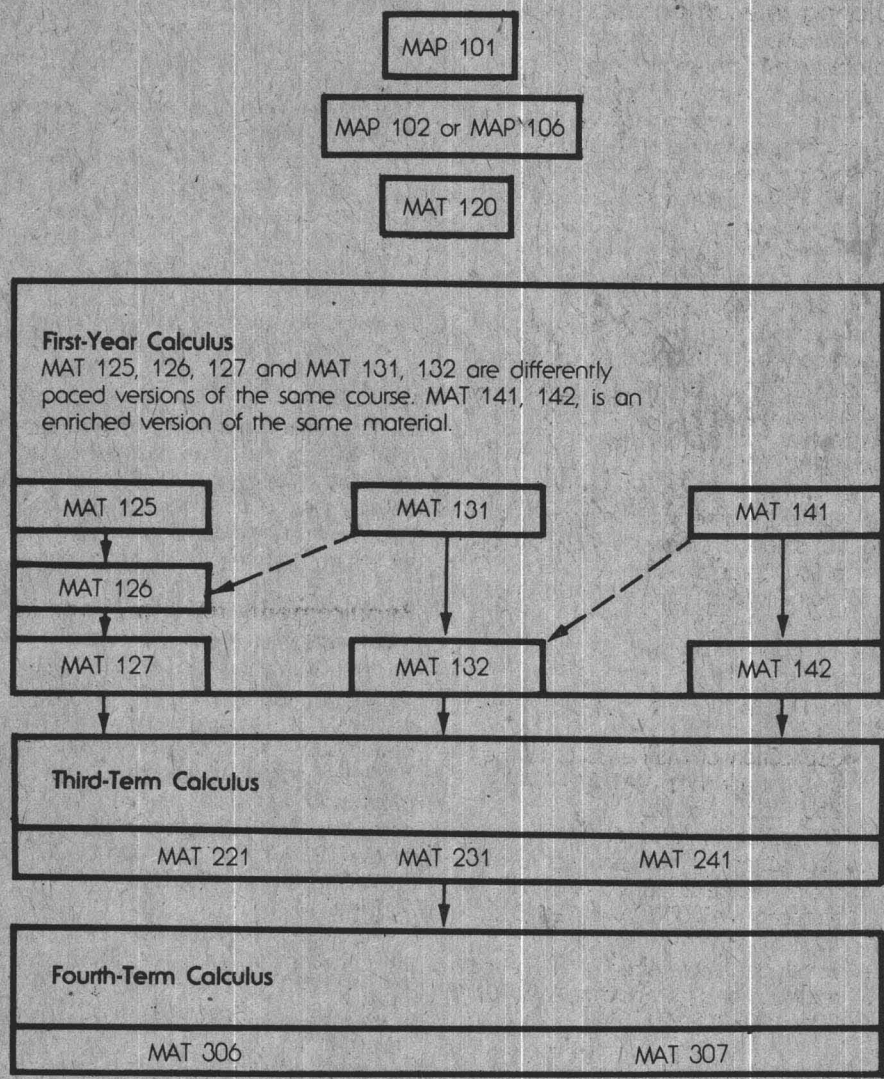 MAP 101
MAP 102 or MAP 106
MAT 120
First-Year Calculus
MAT 125, 126, 127 and MAT 131, 132 are differently
paced versions of the same course. MAT 141, 142, is an
enriched version of the same material.
MAT 125
MAT 131
MAT 141
MAT 126
MAT 127
MAT 132
MAT 142
Third-Term Calculus
MAT 221
MAT 231
MAT 241
Fourth-Term Calculus
MAT 306
MAT 307